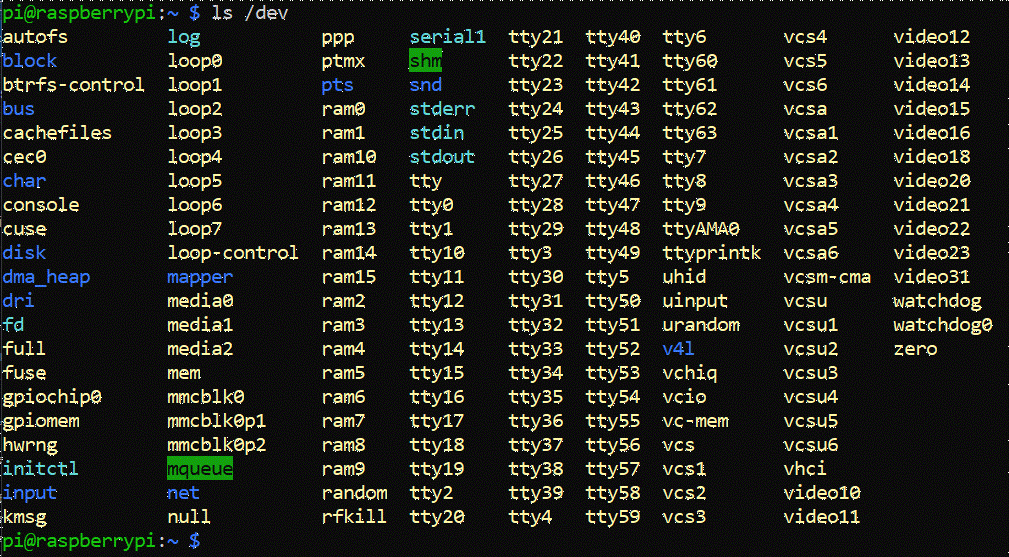 pi@raspberrypi:~ $ ls /dev
autofs log ppp serial1 tty21 tty40 tty6 vcs4 video12
block loop0 ptmx shm tty22 tty41 tty60 vcs5 video13
btrfs-control loop1 pts snd tty23 tty42 tty61 vcs6 video14
bus loop2 ram0 stderr tty24 tty43 tty62 vcsa video15
cachefiles loop3 ram1 stdin tty25 tty44 tty63 vcsa1 video16
cec0 loop4 ram10 stdout tty26 tty45 tty7 vcsa2 video18
char loop5 ram11 tty tty27 tty46 tty8 vcsa3 video20
console loop6 ram12 tty0 tty28 tty47 tty9 vcsa4 video21
cuse loop7 ram13 tty1 tty29 tty48 ttyAMA0 vcsa5 video22
disk loop-control ram14 tty10 tty3 tty49 ttyprintk vcsa6 video23
dma_heap mapper ram15 tty11 tty30 tty5 uhid vcsm-cma video31
dri media0 ram2 tty12 tty31 tty50 uinput vcsu watchdog
fd media1 ram3 tty13 tty32 tty51 urandom vcsu1 watchdog0
full media2 ram4 tty14 tty33 tty52 v4l vcsu2 zero
fuse mem ram5 tty15 tty34 tty53 vchiq vcsu3
gpiochip0 mmcblk0 ram6 tty16 tty35 tty54 vcio vcsu4
gpiomem mmcblk0p1 ram7 tty17 tty36 tty55 vc-mem vcsu5
hwrng mmcblk0p2 ram8 tty18 tty37 tty56 vcs vcsu6
initctl mqueue ram9 tty19 tty38 tty57 vcs1 vhci
input net random tty2 tty39 tty58 vcs2 video10
kmsg null rfkill tty20 tty4 tty59 vcs3 video11
pi@raspberrypi:~ $